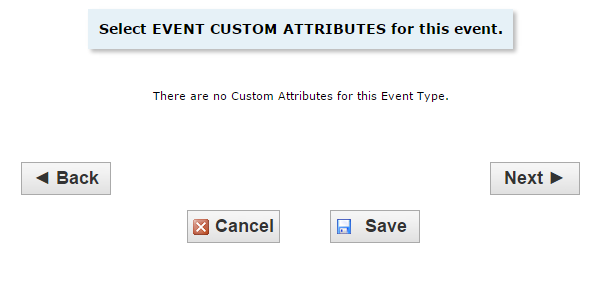 Select EVENT CUSTOM ATTRIBUTES for this event.
There are no Custom Attributes for this Event Type.
◄ Back
Next ►
Cancel
Save